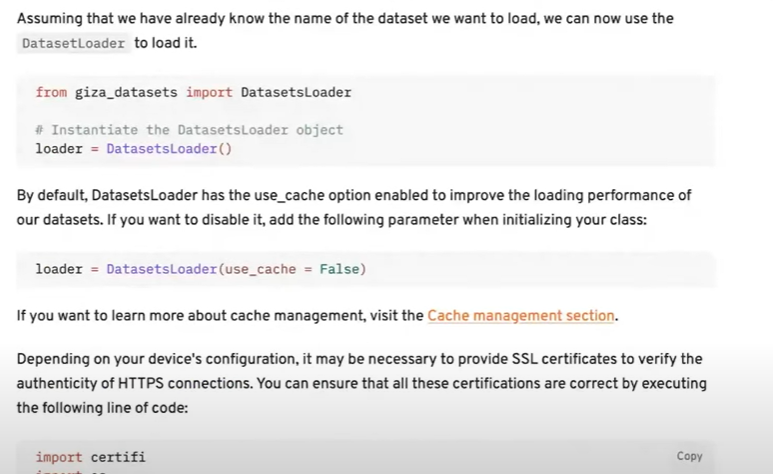 Assuming that we have already know the name of the dataset we want to load, we can now use the
DatasetLoader to load it.
from giza_datasets import DatasetsLoader
# Instantiate the DatasetsLoader object
loader = DatasetsLoader()
By default, DatasetsLoader has the use_cache option enabled to improve the loading performance of
our datasets. If you want to disable it, add the following parameter when initializing your class:
loader = DatasetsLoader(use_cache = False)
If you want to learn more about cache management, visit the Cache management section.
Depending on your device's configuration, it may be necessary to provide SSL certificates to verify the
authenticity of HTTPS connections. You can ensure that all these certifications are correct by executing
the following line of code:
import certifi
Copy